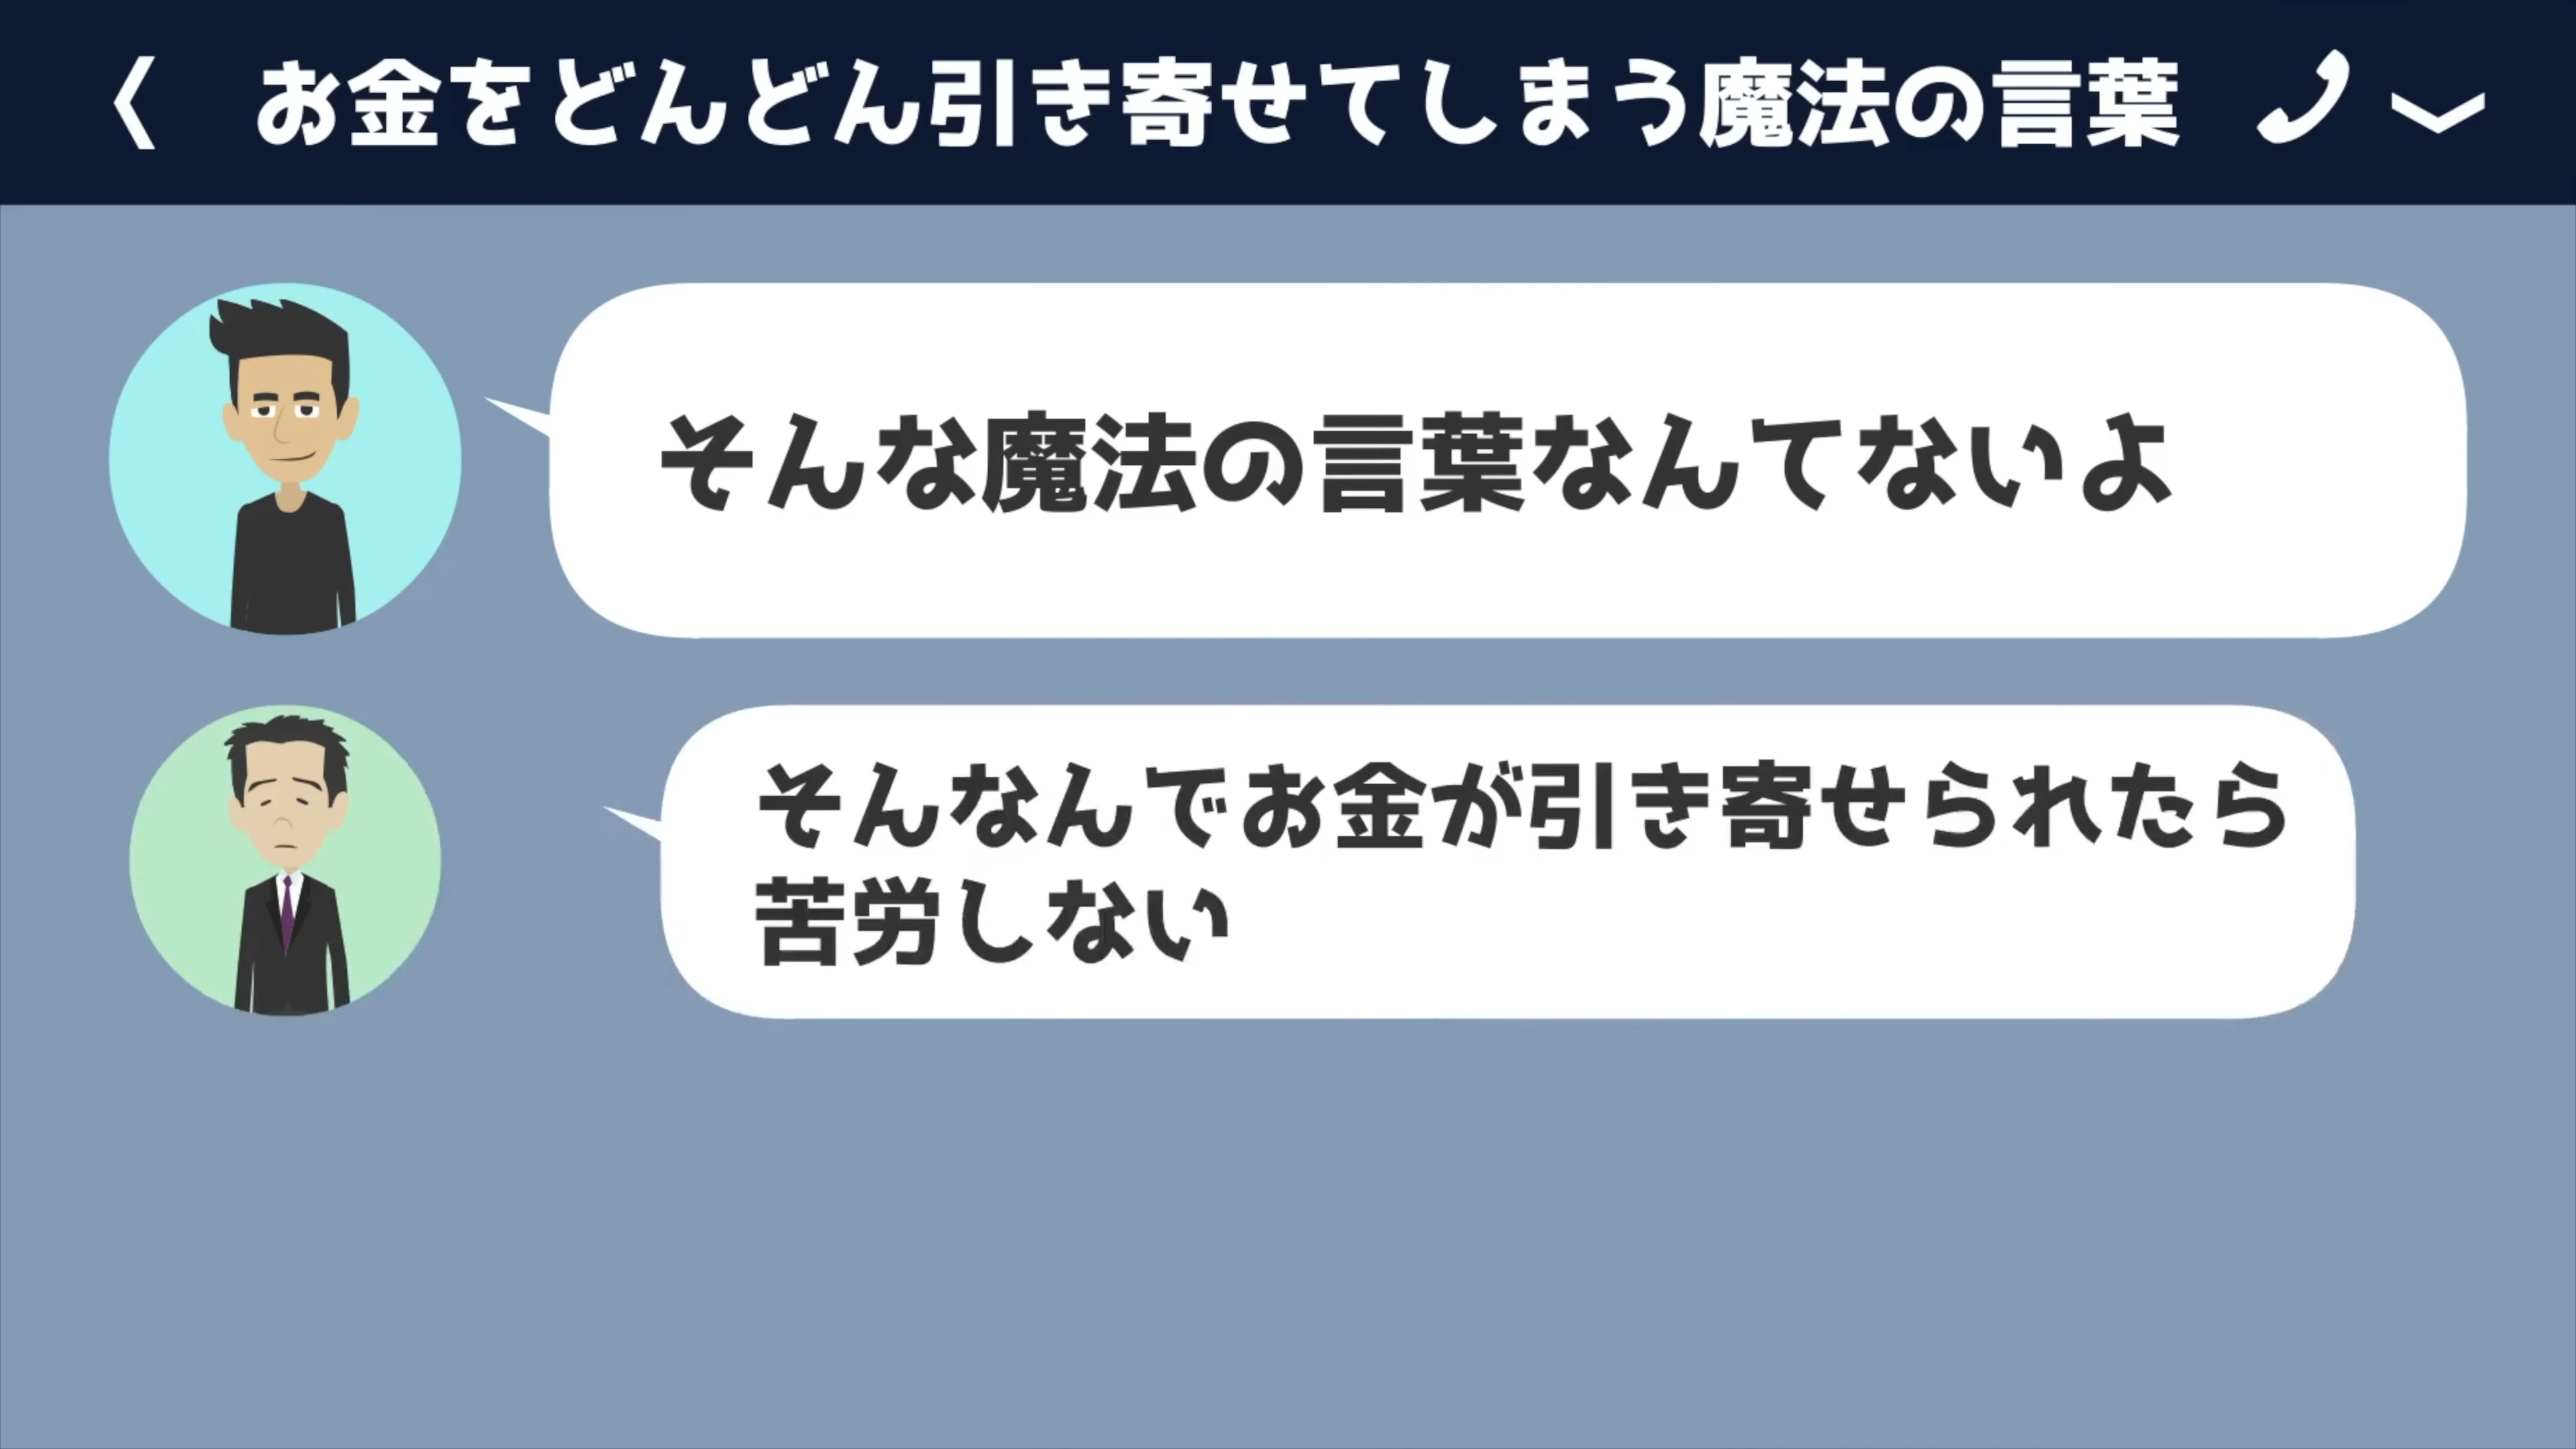 お金をどんどん引き寄せてしまう魔法の言葉
そんな魔法の言葉なんてないよ
そんなんでお金が引き寄せられたら
苦労しない